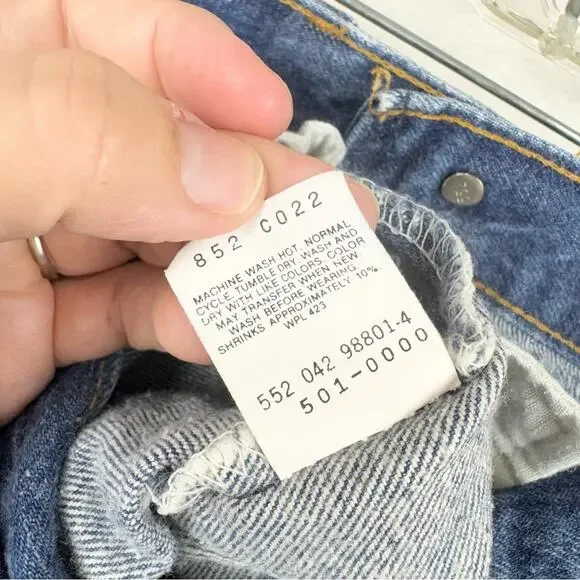 852 C022
MACHINE WASH HOT. NORMAL
CYCLE. TUMBLE DRY. WASH AND
DRY WITH LIKE COLORS. COLOR
MAY TRANSFER WHEN NEW.
WASH BEFORE WEARING.
SHRINKS APPROXIMATELY 10%.
WPL 423
552 042 98801-4
501-0000